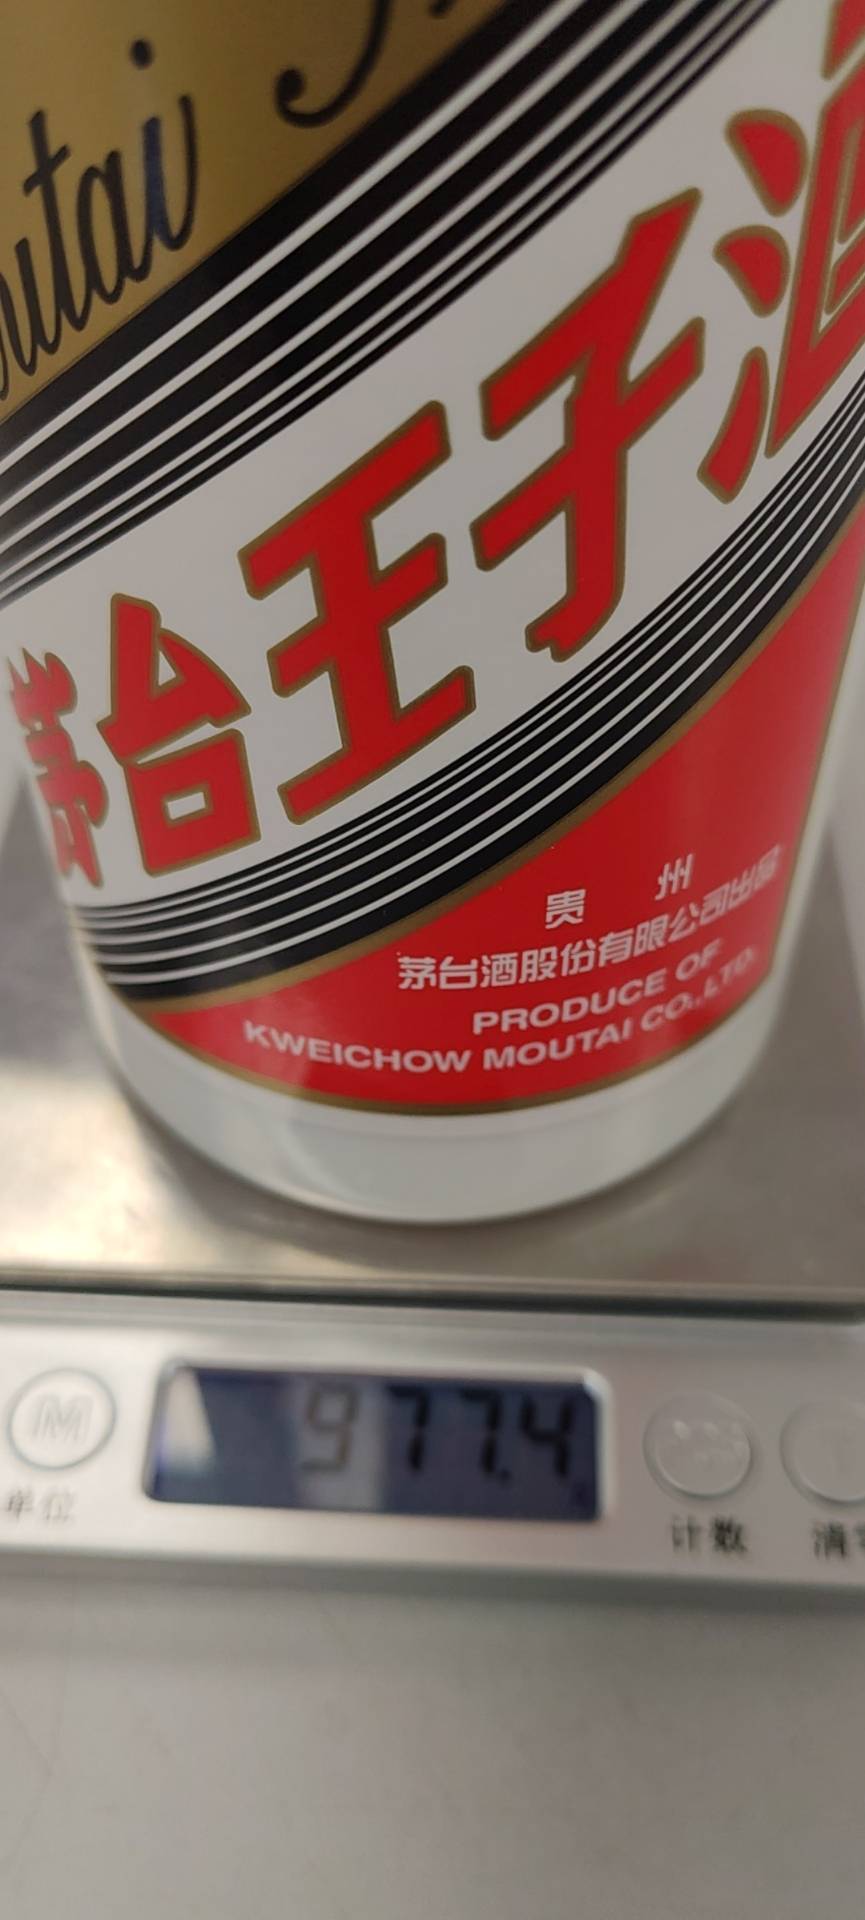 茅台王子酒
贵 州
茅台酒股份有限公司出品
PRODUCE OF
KWEICHOW MOUTAI CO.,LTD.
977.4
M
单位
计数